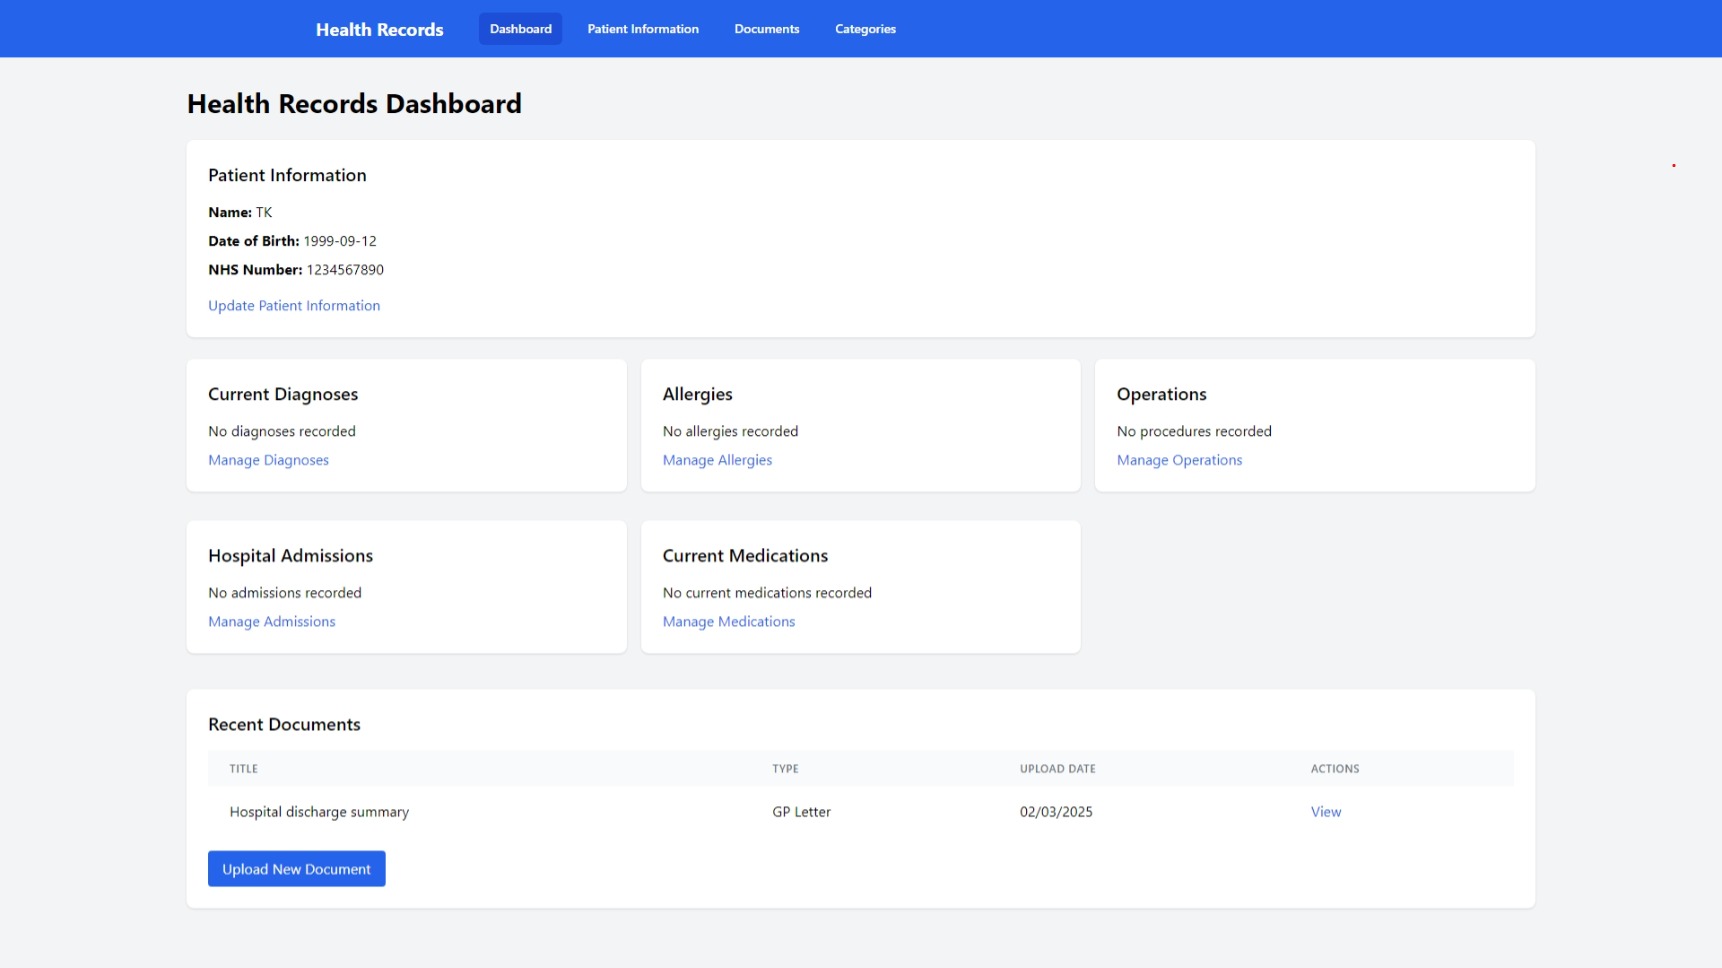 Health Records Dashboard Patient Information Documents Categories
Health Records Dashboard
Patient Information
Name: TK
Date of Birth: 1999-09-12
NHS Number: 1234567890
Update Patient Information
Current Diagnoses
No diagnoses recorded
Manage Diagnoses
Allergies
No allergies recorded
Manage Allergies
Operations
No procedures recorded
Manage Operations
Hospital Admissions
No admissions recorded
Manage Admissions
Current Medications
No current medications recorded
Manage Medications
Recent Documents
TITLE TYPE UPLOAD DATE ACTIONS
Hospital discharge summary GP Letter 02/03/2025 View
Upload New Document